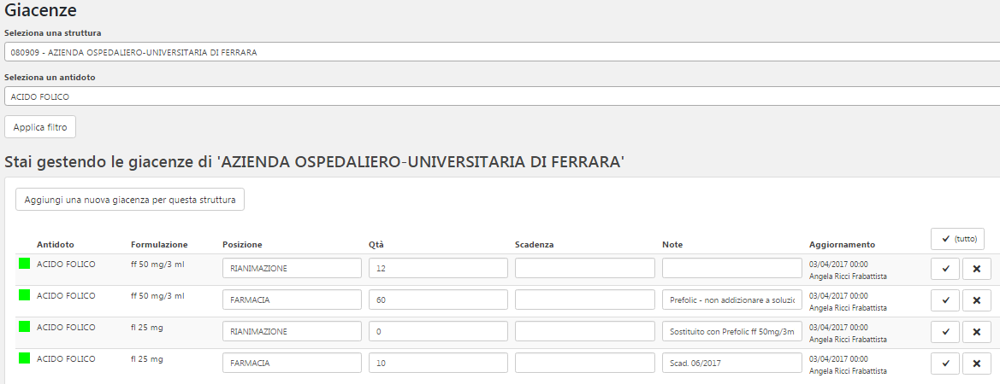 Giacenze
Seleziona una struttura
080909 - AZIENDA OSPEDALIERO-UNIVERSITARIA DI FERRARA
Seleziona un antidoto
ACIDO FOLICO
Applica filtro
Stai gestendo le giacenze di 'AZIENDA OSPEDALIERO-UNIVERSITARIA DI FERRARA'
Aggiungi una nuova giacenza per questa struttura
Antidoto Formulazione Posizione Qtà Scadenza Note Aggiornamento ✓ (tutto)
ACIDO FOLICO ff 50 mg/3 ml RIANIMAZIONE 12 03/04/2017 00:00
Angela Ricci Frabattista
ACIDO FOLICO ff 50 mg/3 ml FARMACIA 60 Prefolic - non addizionare a soluzio 03/04/2017 00:00
Angela Ricci Frabattista
ACIDO FOLICO fl 25 mg RIANIMAZIONE 0 Sostituito con Prefolic ff 50mg/3m 03/04/2017 00:00
Angela Ricci Frabattista
ACIDO FOLICO fl 25 mg FARMACIA 10 Scad. 06/2017 03/04/2017 00:00
Angela Ricci Frabattista